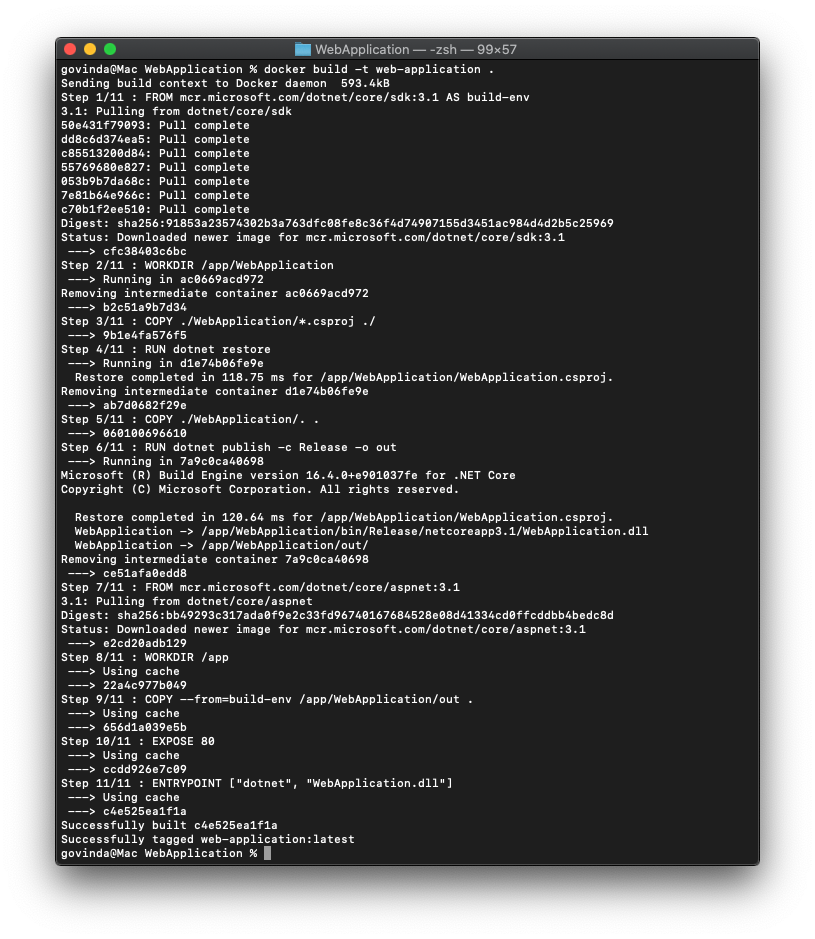 WebApplication — -zsh — 99×57
govinda@Mac WebApplication % docker build -t web-application .
Sending build context to Docker daemon  593.4kB
Step 1/11 : FROM mcr.microsoft.com/dotnet/core/sdk:3.1 AS build-env
3.1: Pulling from dotnet/core/sdk
50e431f79093: Pull complete
dd8c6d374ea5: Pull complete
c85513200d84: Pull complete
55769680e827: Pull complete
053b9b7da68c: Pull complete
7e81b64e966c: Pull complete
c70b1f2ee510: Pull complete
Digest: sha256:91853a23574302b3a763dfc08fe8c36f4d74907155d3451ac984d4d2b5c25969
Status: Downloaded newer image for mcr.microsoft.com/dotnet/core/sdk:3.1
 ---> cfc38403c6bc
Step 2/11 : WORKDIR /app/WebApplication
 ---> Running in ac0669acd972
Removing intermediate container ac0669acd972
 ---> b2c51a9b7d34
Step 3/11 : COPY ./WebApplication/*.csproj ./
 ---> 9b1e4fa576f5
Step 4/11 : RUN dotnet restore
 ---> Running in d1e74b06fe9e
  Restore completed in 118.75 ms for /app/WebApplication/WebApplication.csproj.
Removing intermediate container d1e74b06fe9e
 ---> ab7d0682f29e
Step 5/11 : COPY ./WebApplication/. .
 ---> 060100696610
Step 6/11 : RUN dotnet publish -c Release -o out
 ---> Running in 7a9c0ca40698
Microsoft (R) Build Engine version 16.4.0+e901037fe for .NET Core
Copyright (C) Microsoft Corporation. All rights reserved.
  Restore completed in 120.64 ms for /app/WebApplication/WebApplication.csproj.
  WebApplication -> /app/WebApplication/bin/Release/netcoreapp3.1/WebApplication.dll
  WebApplication -> /app/WebApplication/out/
Removing intermediate container 7a9c0ca40698
 ---> ce51afa0edd8
Step 7/11 : FROM mcr.microsoft.com/dotnet/core/aspnet:3.1
3.1: Pulling from dotnet/core/aspnet
Digest: sha256:bb49293c317ada0f9e2c33fd96740167684528e08d41334cd0ffcddbb4bedc8d
Status: Downloaded newer image for mcr.microsoft.com/dotnet/core/aspnet:3.1
 ---> e2cd20adb129
Step 8/11 : WORKDIR /app
 ---> Using cache
 ---> 22a4c977b049
Step 9/11 : COPY --from=build-env /app/WebApplication/out .
 ---> Using cache
 ---> 656d1a039e5b
Step 10/11 : EXPOSE 80
 ---> Using cache
 ---> ccdd926e7c09
Step 11/11 : ENTRYPOINT ["dotnet", "WebApplication.dll"]
 ---> Using cache
 ---> c4e525ea1f1a
Successfully built c4e525ea1f1a
Successfully tagged web-application:latest
govinda@Mac WebApplication %